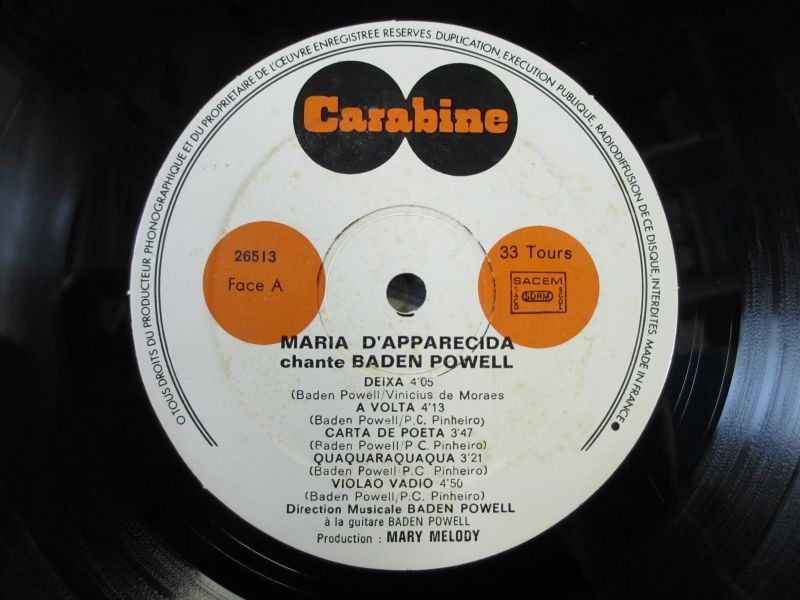 O TOUS DROITS DU PRODUCTEUR PHONOGRAPHIQUE ET DU PROPRIETAIRE DE L'ŒUVRE ENREGISTREE RESERVES. DUPLICATION, EXECUTION PUBLIQUE, RADIODIFFUSION DE CE DISQUE INTERDITES. MADE IN FRANCE
Carabine
26513
Face A
33 Tours
SACEM
SACD SDRM SGDL
MARIA D'APPAREÇIDA
chante BADEN POWELL
DEIXA 4'05
(Baden Powell/Vinicius de Moraes
A VOLTA 4'13
(Baden Powell/P.C. Pinheiro)
CARTA DE POETA 3'47
(Baden Powell/P C. Pinheiro)
QUAQUARAQUAQUA 3'21
(Baden Powell/P.C Pinheiro)
VIOLAO VADIO 4'50
(Baden Powell/P.C. Pinheiro)
Direction Musicale BADEN POWELL
à la guitare BADEN POWELL
Production : MARY MELODY